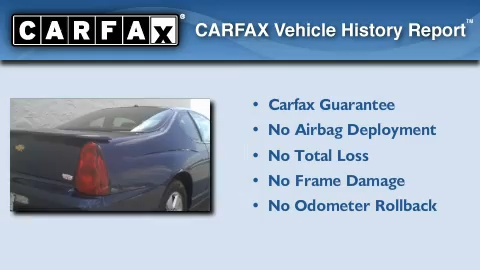 CARFAX®
CARFAX Vehicle History Report™
• Carfax Guarantee
• No Airbag Deployment
• No Total Loss
• No Frame Damage
• No Odometer Rollback